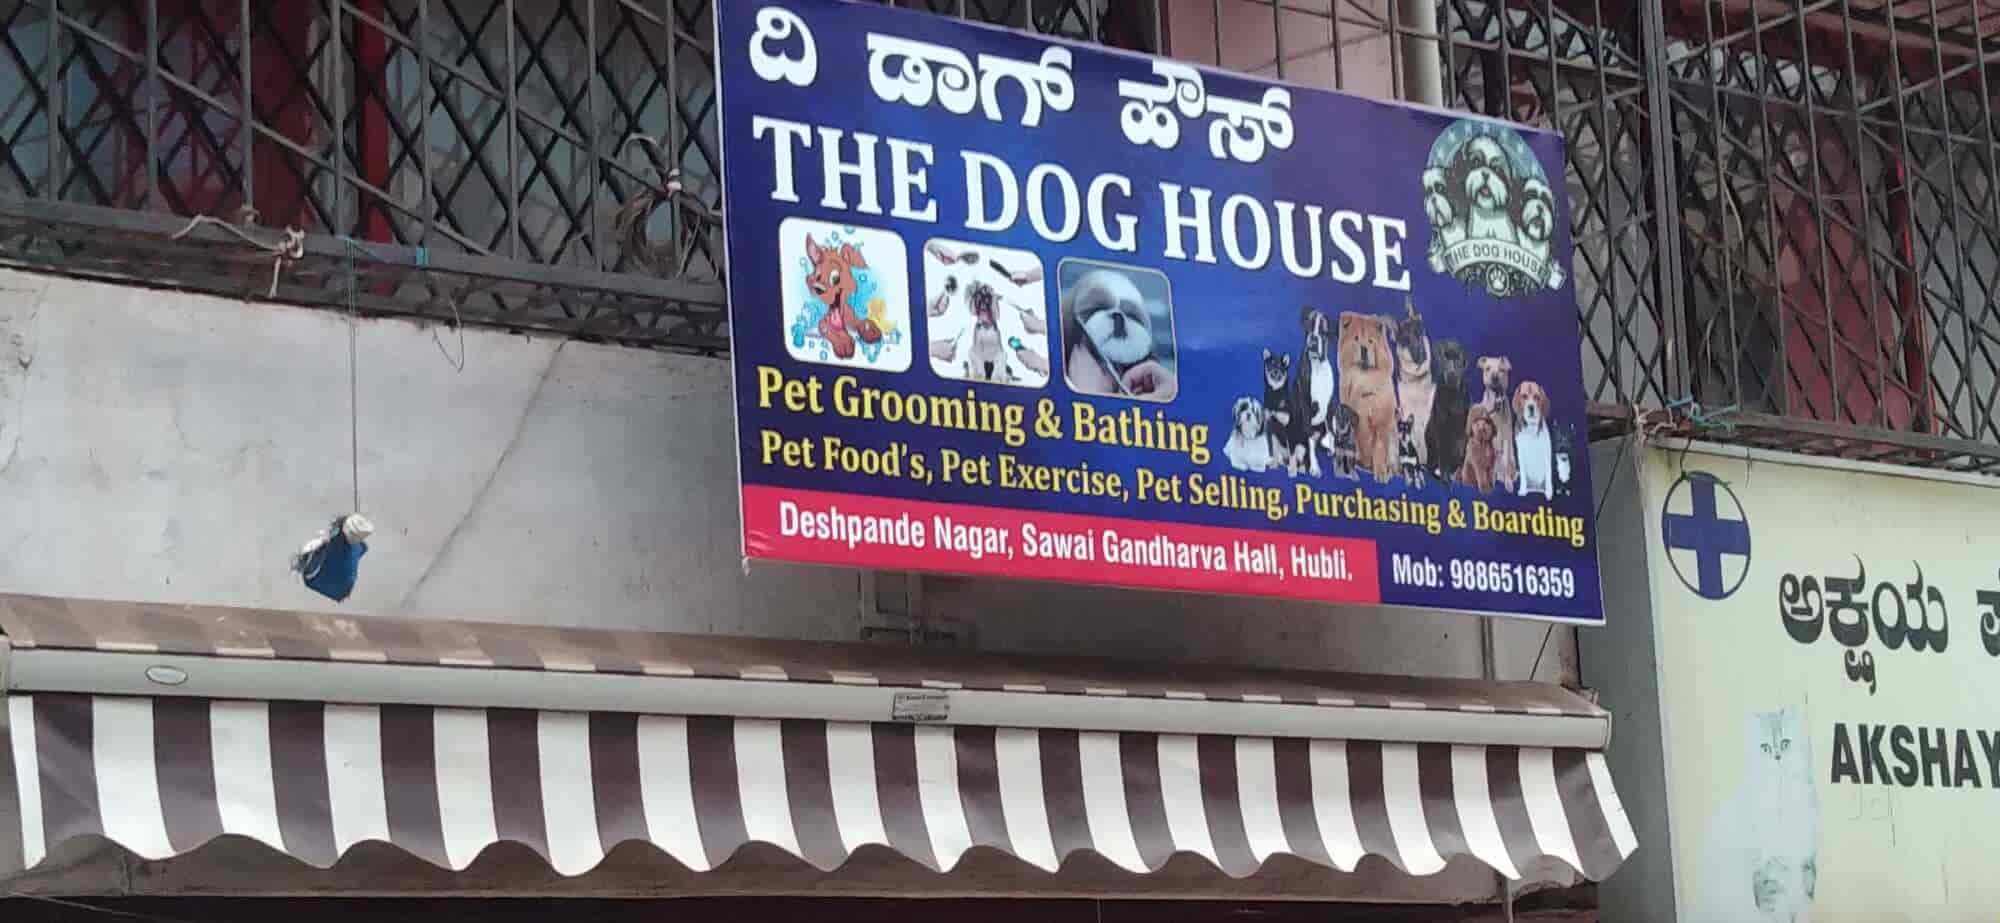 ದಿ ಡಾಗ್ ಹೌಸ್
THE DOG HOUSE
THE DOG HOUSE
Pet Grooming & Bathing
Pet Food's, Pet Exercise, Pet Selling, Purchasing & Boarding
Deshpande Nagar, Sawai Gandharva Hall, Hubli.
Mob: 9886516359
ಅಕ್ಷಯ
AKSHAY